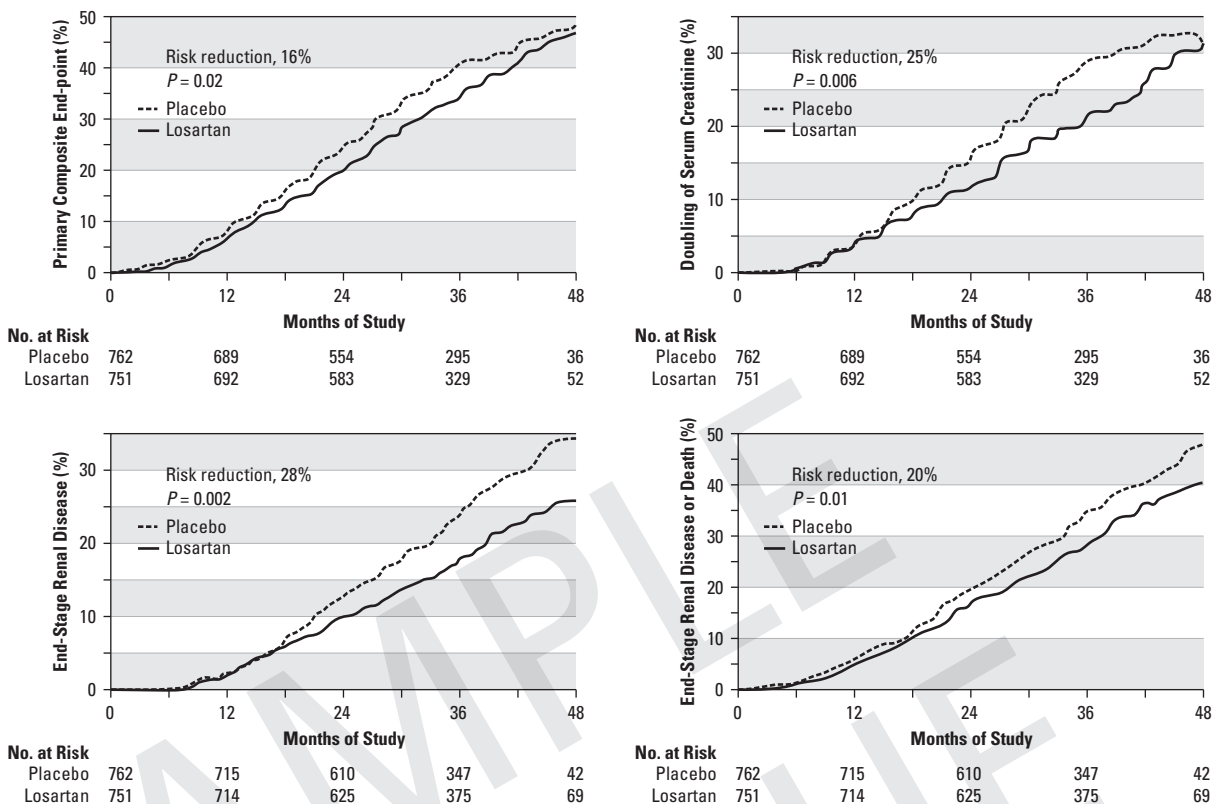 Primary Composite End-point (%)
50
40
30
20
10
0
Risk reduction, 16%
P = 0.02
Placebo
Losartan
0 12 24 36 48
Months of Study
No. at Risk
Placebo 762 689 554 295 36
Losartan 751 692 583 329 52
Doubling of Serum Creatinine (%)
30
20
10
0
Risk reduction, 25%
P = 0.006
Placebo
Losartan
0 12 24 36 48
Months of Study
No. at Risk
Placebo 762 689 554 295 36
Losartan 751 692 583 329 52
End-Stage Renal Disease (%)
30
20
10
0
Risk reduction, 28%
P = 0.002
Placebo
Losartan
0 12 24 36 48
Months of Study
No. at Risk
Placebo 762 715 610 347 42
Losartan 751 714 625 375 69
End-Stage Renal Disease or Death (%)
50
40
30
20
10
0
Risk reduction, 20%
P = 0.01
Placebo
Losartan
0 12 24 36 48
Months of Study
No. at Risk
Placebo 762 715 610 347 42
Losartan 751 714 625 375 69